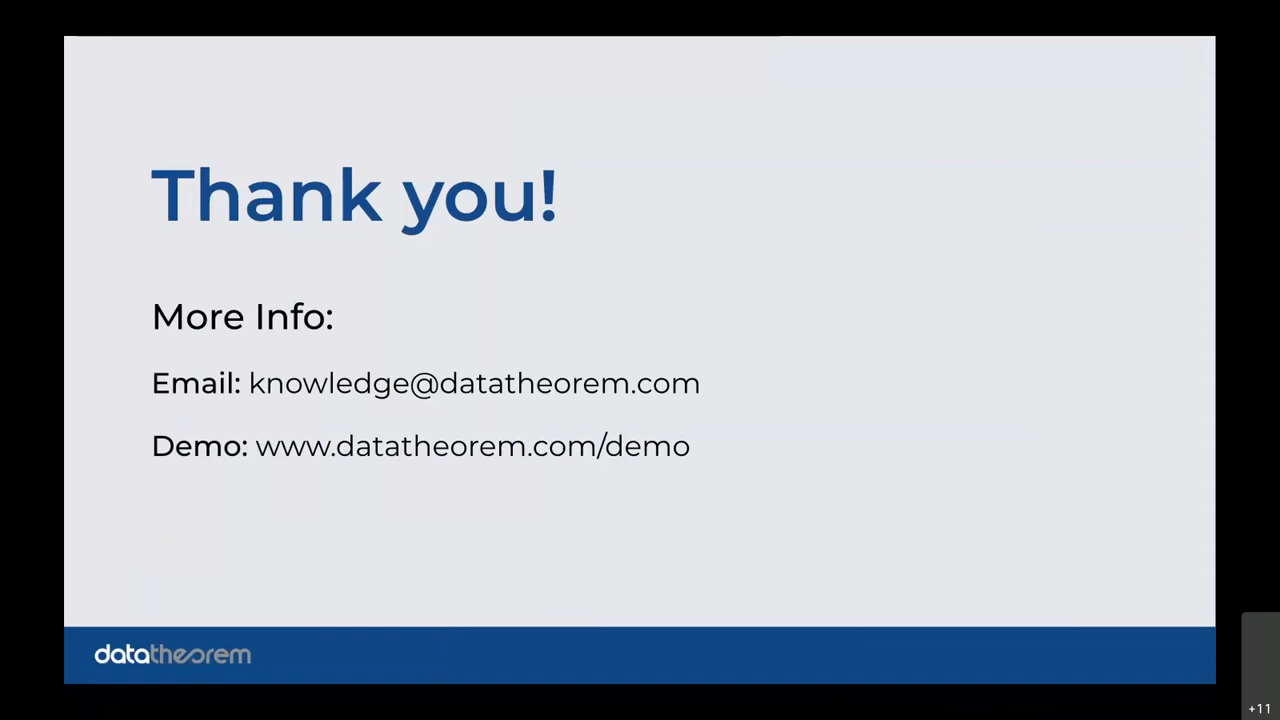 Thank you!
More Info:
Email: knowledge@datatheorem.com
Demo: www.datatheorem.com/demo
datatheorem
+11